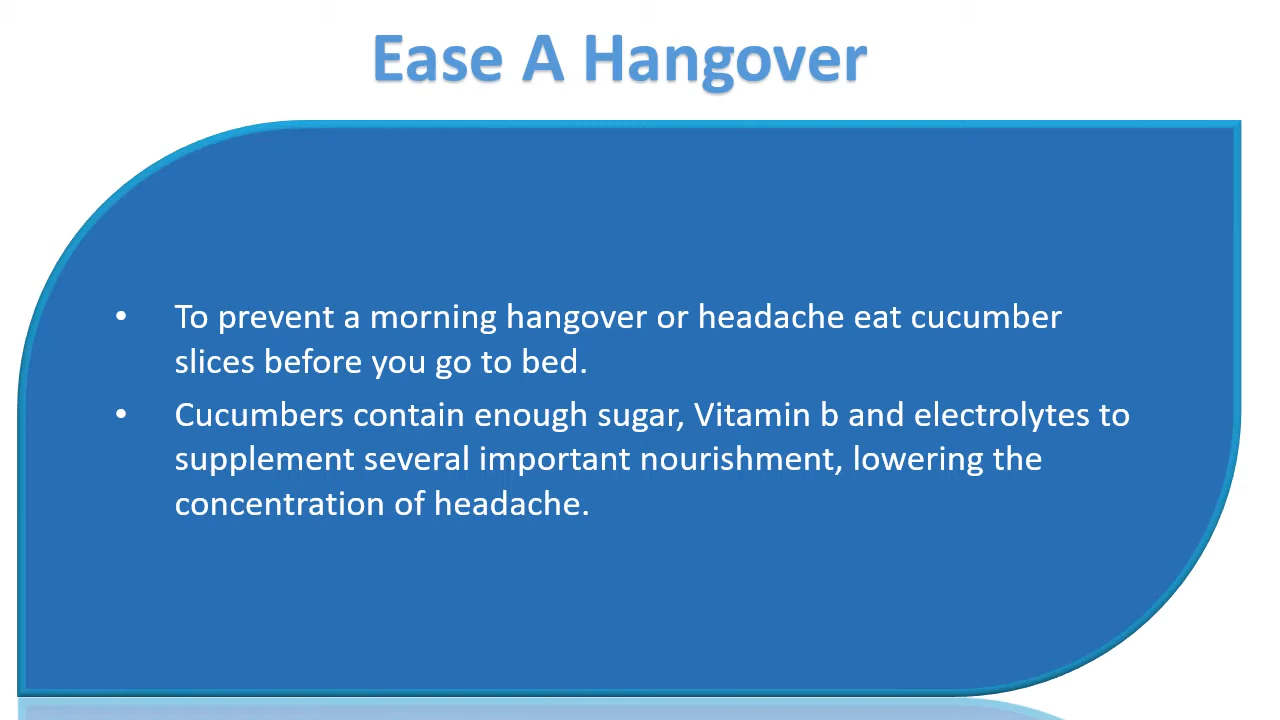 Ease A Hangover
• To prevent a morning hangover or headache eat cucumber
slices before you go to bed.
• Cucumbers contain enough sugar, Vitamin b and electrolytes to
supplement several important nourishment, lowering the
concentration of headache.